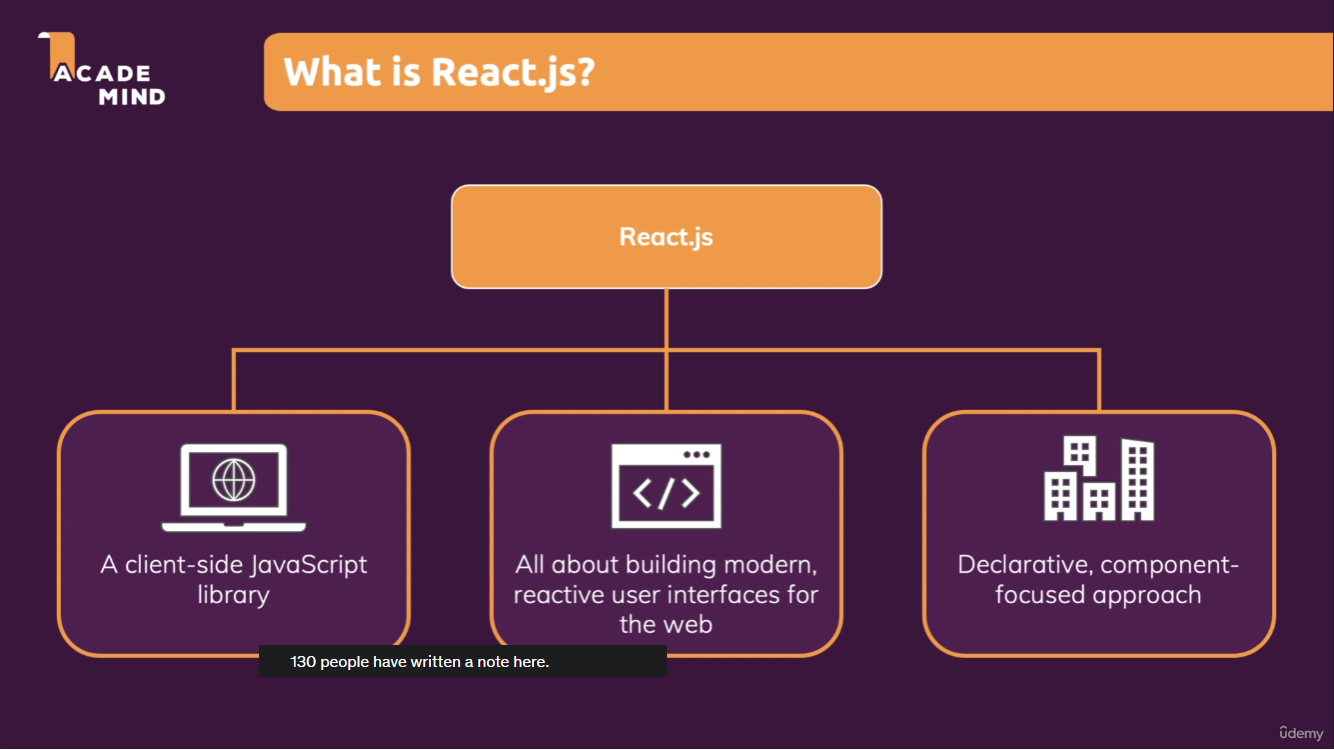 ACADE
MIND
What is React.js?
React.js
A client-side JavaScript
library
All about building modern,
reactive user interfaces for
the web
Declarative, component-
focused approach
130 people have written a note here.
ûdemy